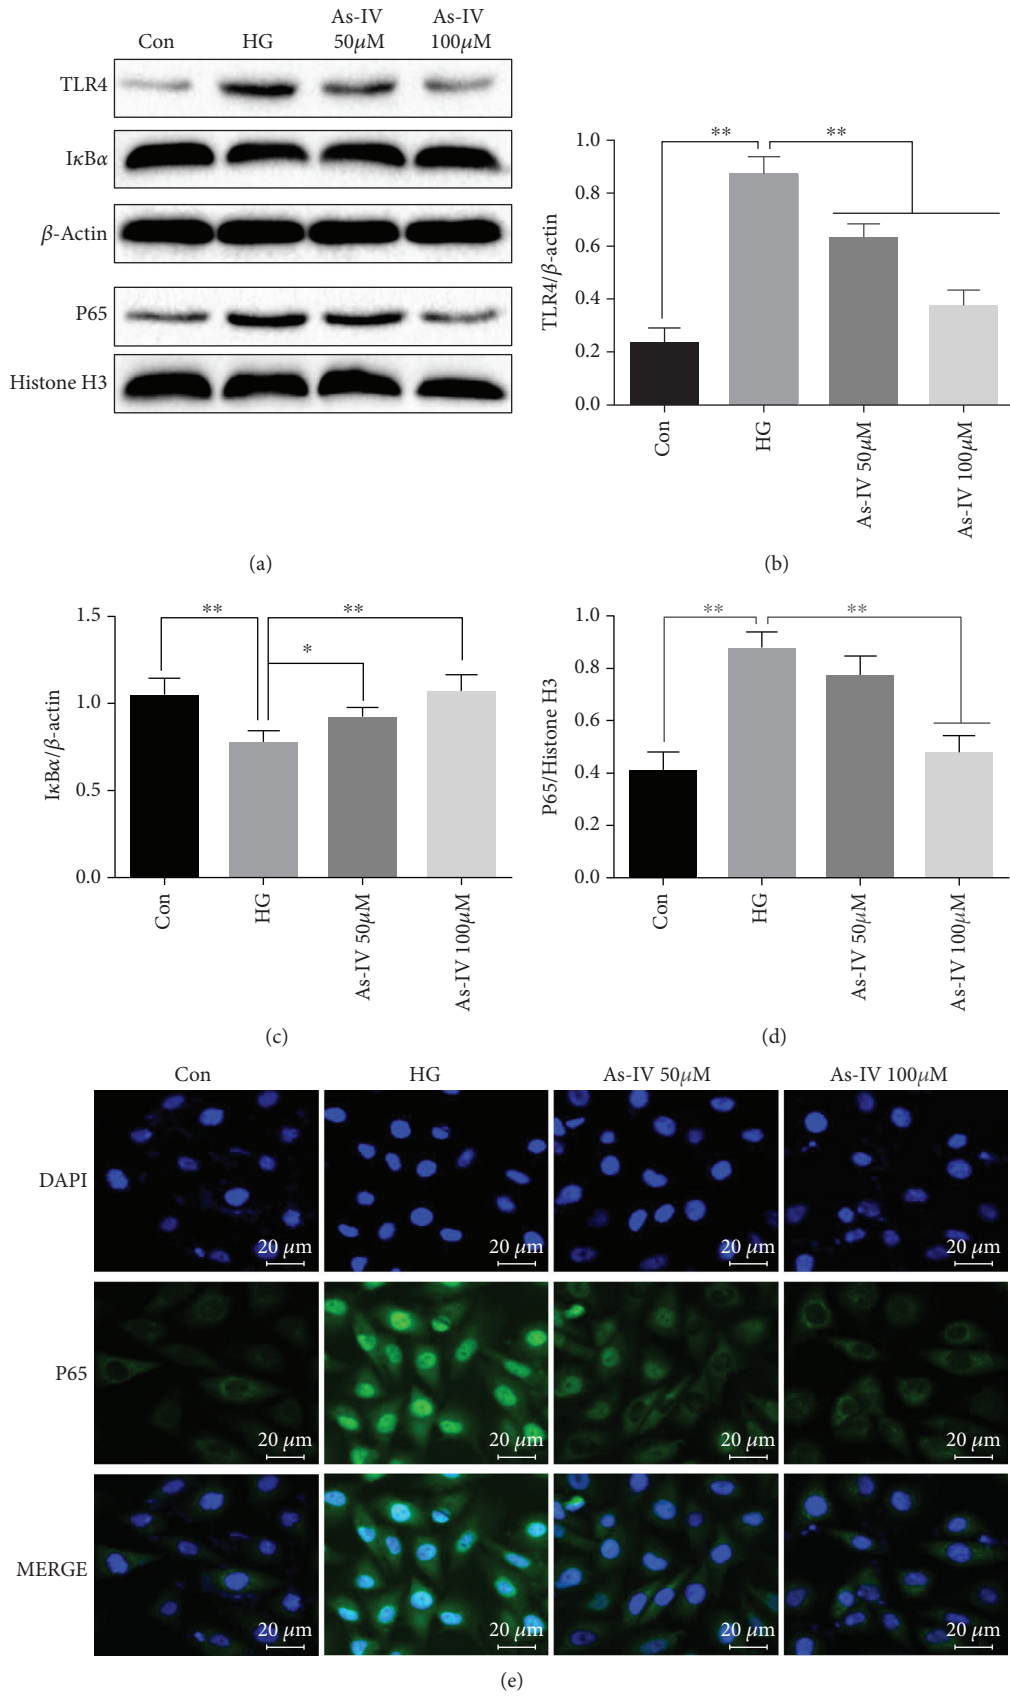 Con HG As-IV 50μM As-IV 100μM
TLR4
IκBα
β-Actin
P65
Histone H3
(a)
1.0
0.8
0.6
0.4
0.2
0.0
TLR4/β-actin
** **
Con HG As-IV 50μM As-IV 100μM
(b)
1.5
1.0
0.5
0.0
IκBα/β-actin
** **
*
Con HG As-IV 50μM As-IV 100μM
(c)
1.0
0.8
0.6
0.4
0.2
0.0
P65/Histone H3
** **
Con HG As-IV 50μM As-IV 100μM
(d)
Con HG As-IV 50μM As-IV 100μM
DAPI
20 μm 20 μm 20 μm 20 μm
P65
20 μm 20 μm 20 μm 20 μm
MERGE
20 μm 20 μm 20 μm 20 μm
(e)